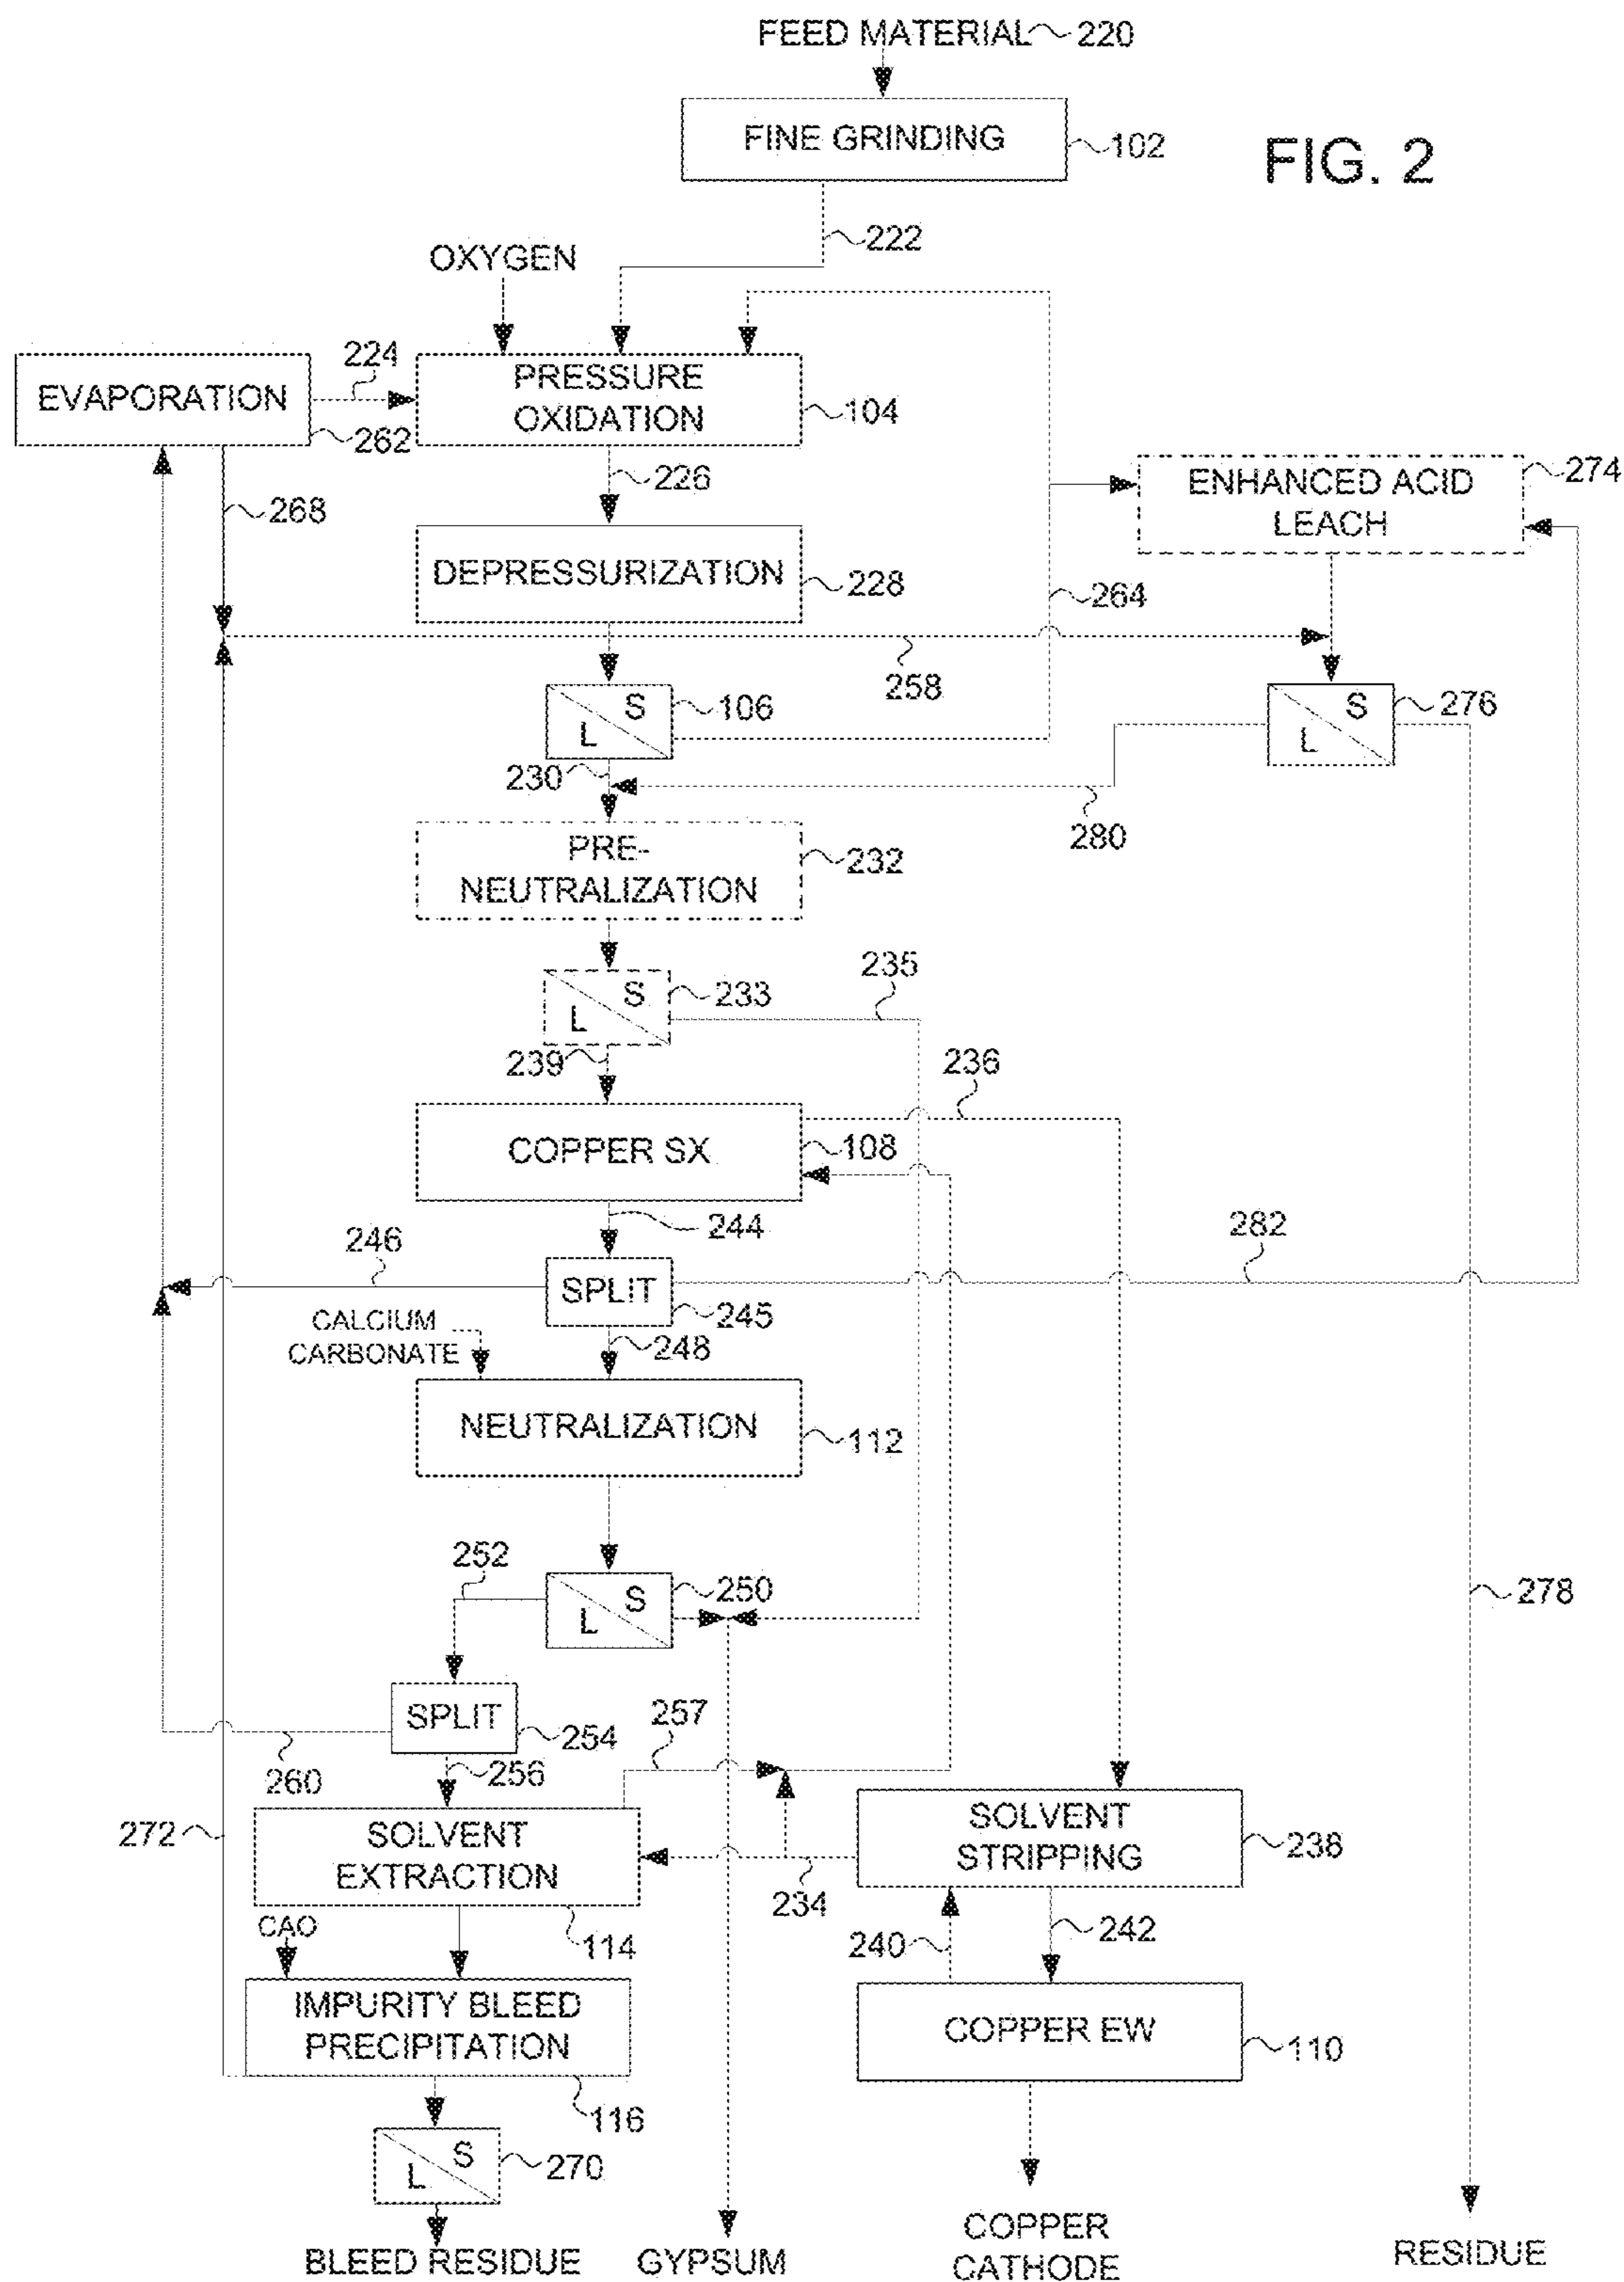 FEED MATERIAL 220
FINE GRINDING
102
FIG. 2
222
OXYGEN
224
EVAPORATION
262
PRESSURE
OXIDATION
104
226
268
ENHANCED ACID
LEACH
274
DEPRESSURIZATION
228
264
258
S
L
106
S
L
276
230
280
PRE-
NEUTRALIZATION
232
235
S
L
233
239
236
COPPER SX
108
244
246
282
SPLIT
245
CALCIUM
CARBONATE
248
NEUTRALIZATION
112
252
S
L
250
278
SPLIT
254
257
260
256
272
SOLVENT
EXTRACTION
SOLVENT
STRIPPING
238
234
CAO
114
240
242
IMPURITY BLEED
PRECIPITATION
COPPER EW
110
116
S
L
270
BLEED RESIDUE
GYPSUM
COPPER
CATHODE
RESIDUE